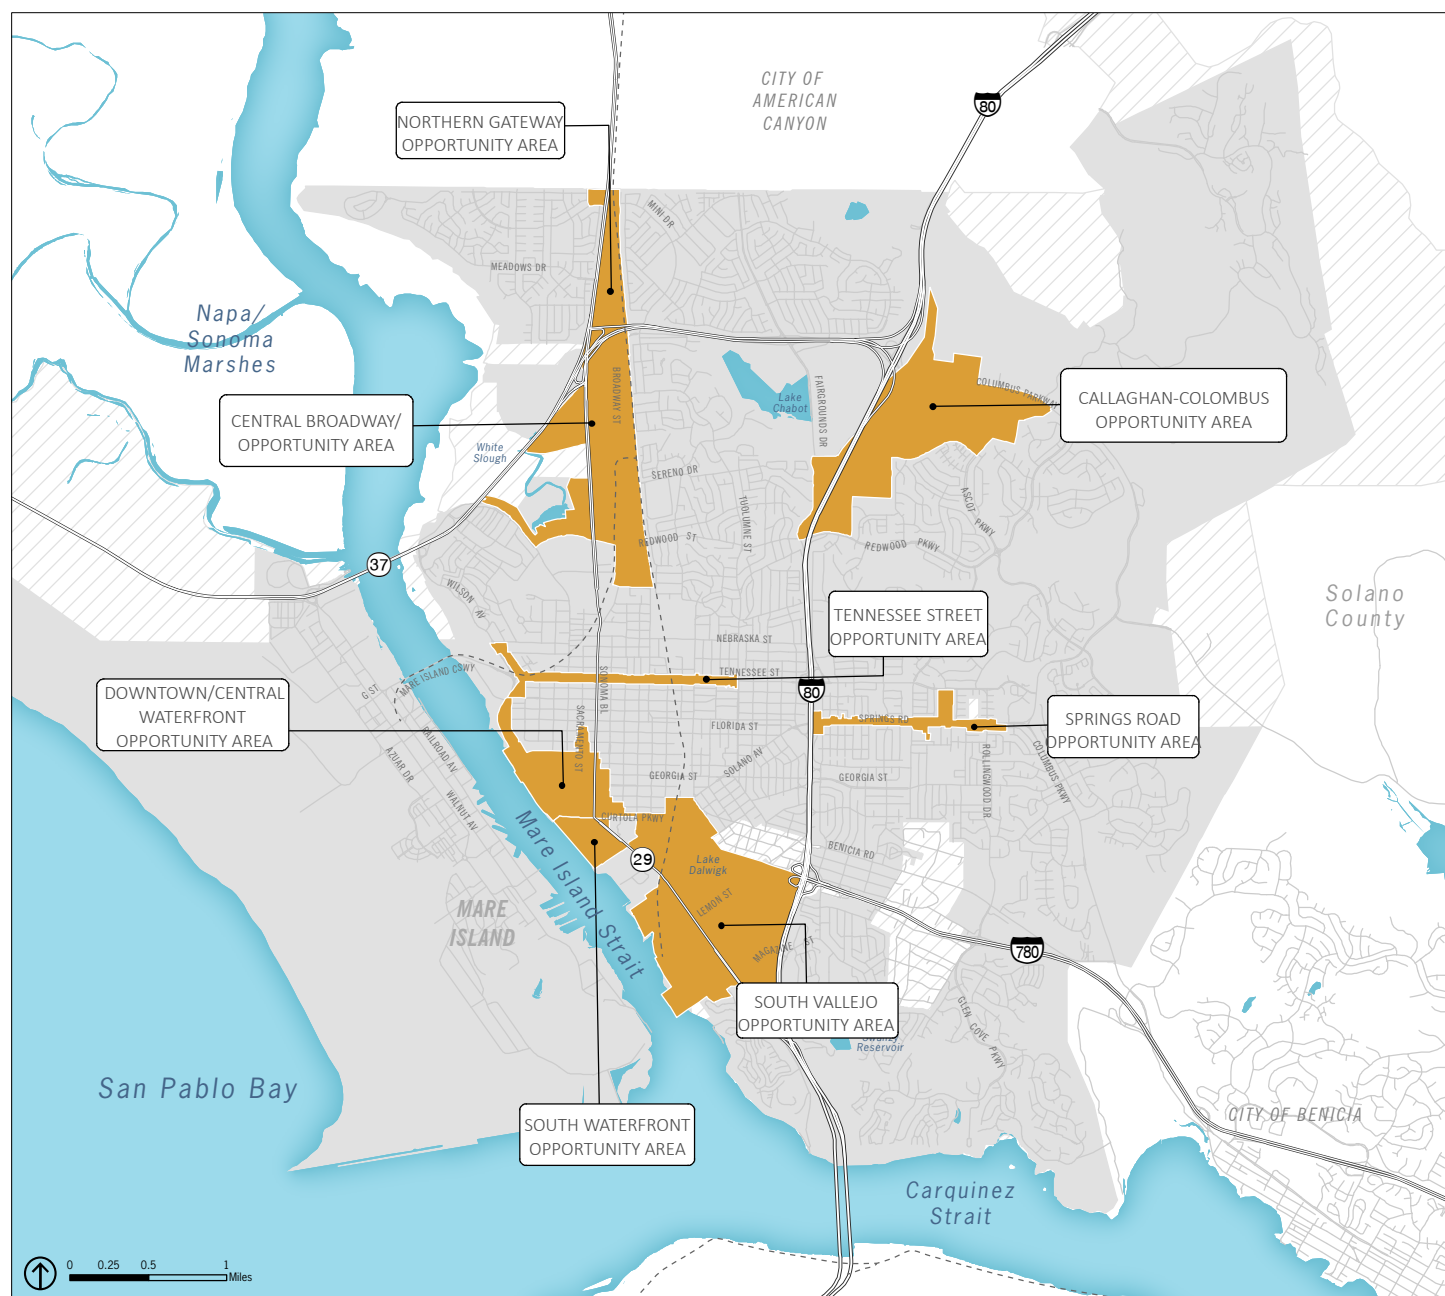 CITY OF
AMERICAN
CANYON
80
NORTHERN GATEWAY
OPPORTUNITY AREA
MINI DR
MEADOWS DR
Napa/
Sonoma
Marshes
BROADWAY ST
Lake
Chabot
FAIRGROUNDS DR
COLUMBUS PARKWAY
CALLAGHAN-COLOMBUS
OPPORTUNITY AREA
CENTRAL BROADWAY/
OPPORTUNITY AREA
White
Slough
SERENO DR
TUOLUMNE ST
ASCOT PKWY
REDWOOD ST
REDWOOD PKWY
37
WILSON AV
Solano
County
TENNESSEE STREET
OPPORTUNITY AREA
NEBRASKA ST
TENNESSEE ST
MARE ISLAND CSWY
G ST
SONOMA BL
80
DOWNTOWN/CENTRAL
WATERFRONT
OPPORTUNITY AREA
SACRAMENTO ST
FLORIDA ST
SPRINGS RD
SPRINGS ROAD
OPPORTUNITY AREA
RAILROAD AV
AZUAR DR
WALNUT AV
GEORGIA ST
SOLANO AV
GEORGIA ST
ROLLINGWOOD DR
COLUMBUS PKWY
CURTOLA PKWY
Mare Island Strait
29
Lake
Dalwigk
BENICIA RD
LEMON ST
MARE
ISLAND
MAGAZINE ST
780
SOUTH VALLEJO
OPPORTUNITY AREA
GLEN COVE PKWY
Reservoir
San Pablo Bay
SOUTH WATERFRONT
OPPORTUNITY AREA
CITY OF BENICIA
Carquinez
Strait
0 0.25 0.5 1
Miles